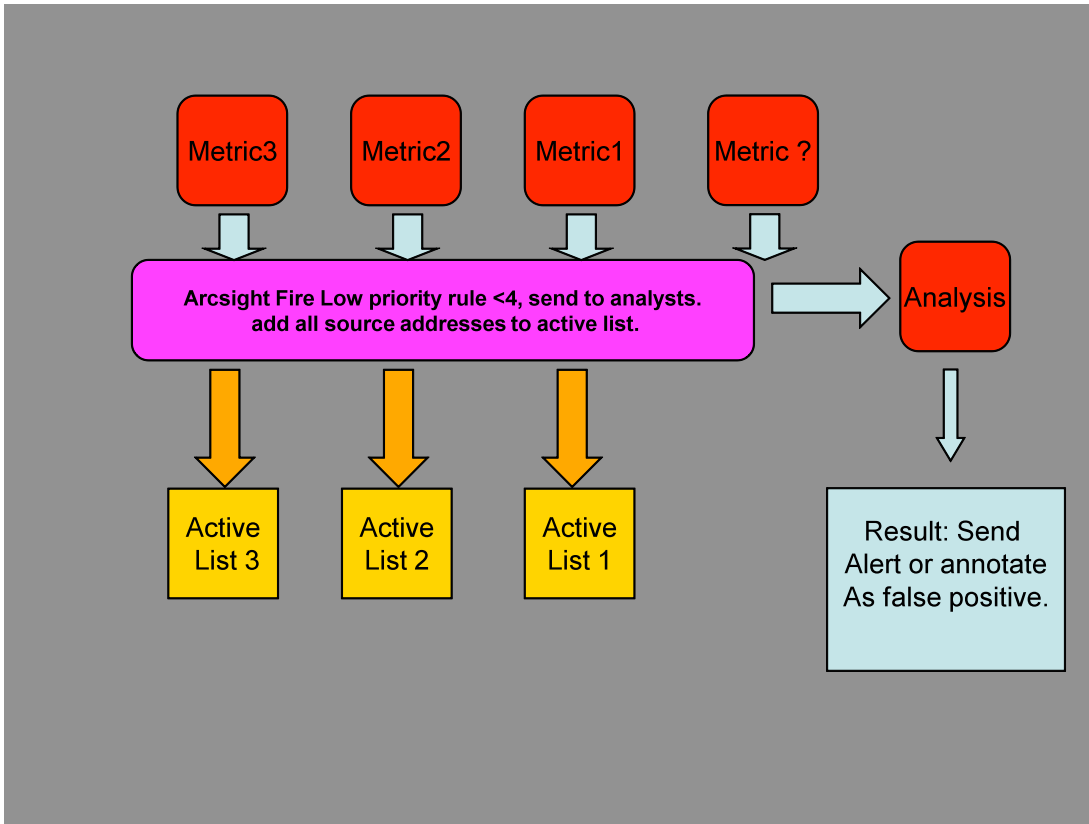 Metric3
Metric2
Metric1
Metric ?
Arcsight Fire Low priority rule <4, send to analysts.
add all source addresses to active list.
Analysis
Active
List 3
Active
List 2
Active
List 1
Result: Send
Alert or annotate
As false positive.